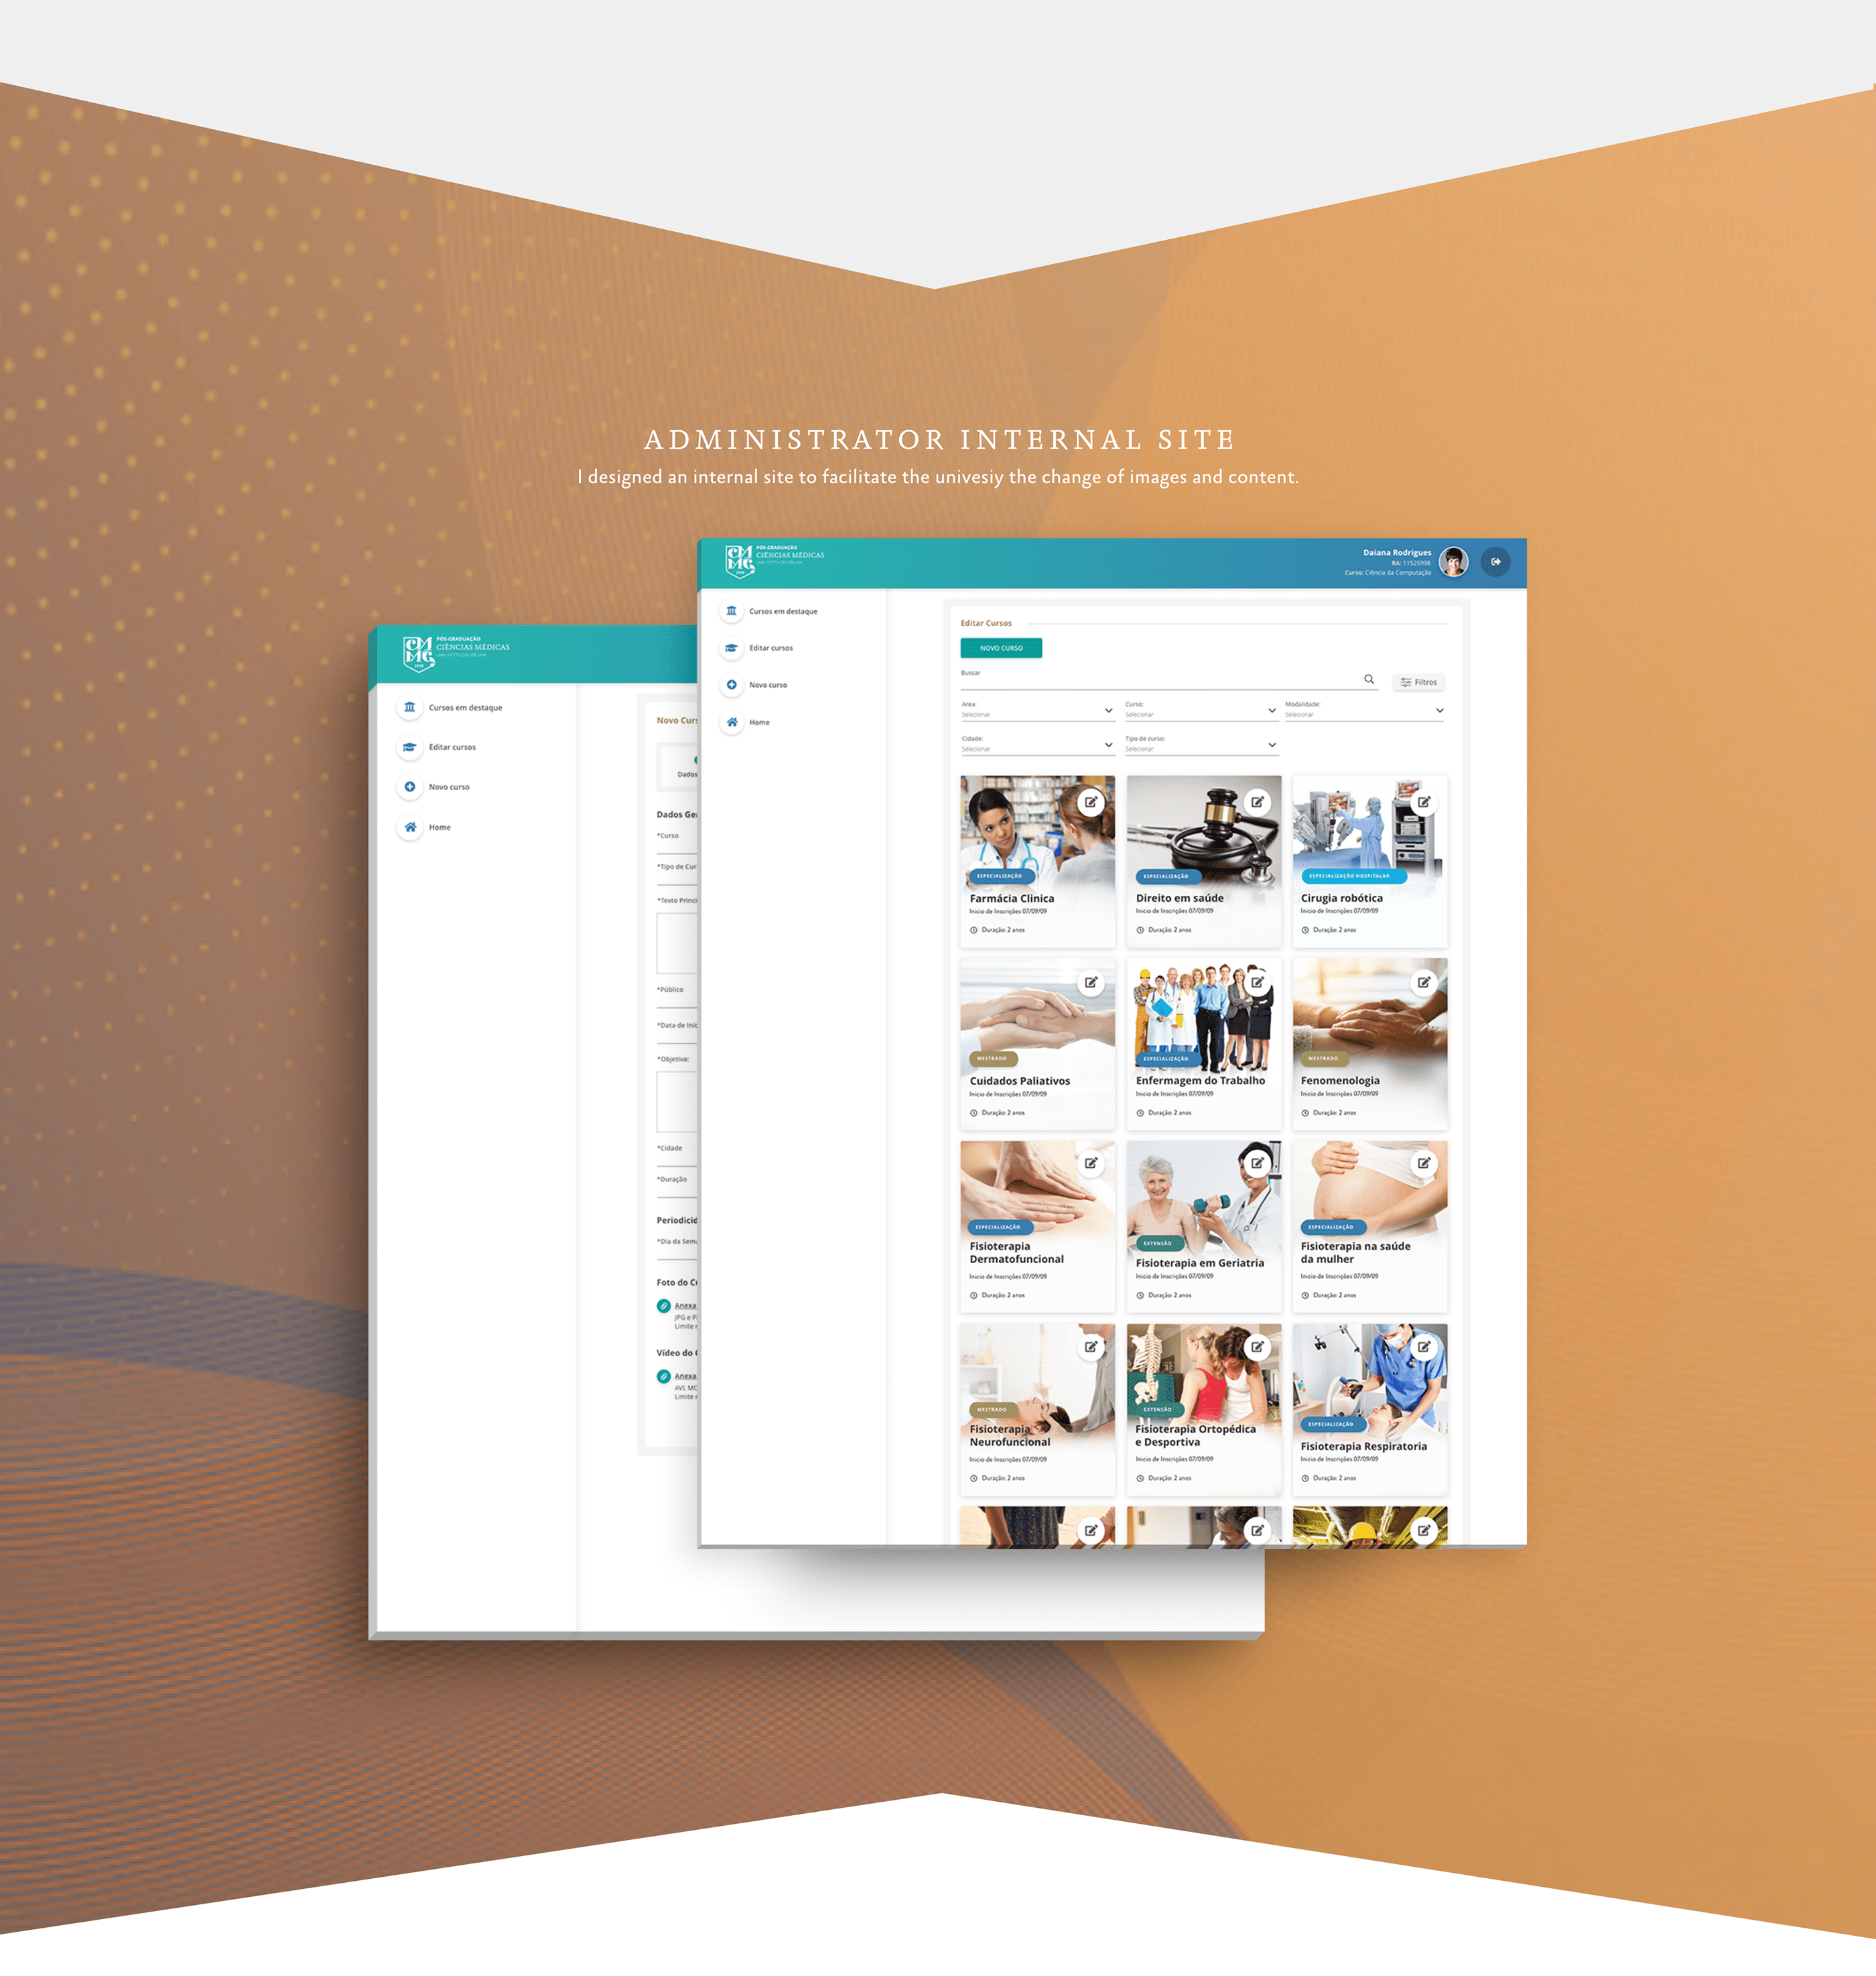 ADMINISTRATOR INTERNAL SITE
I designed an internal site to facilitate the univesiy the change of images and content.
PÓS-GRADUAÇÃO
CIÊNCIAS MÉDICAS
Cursos em destaque
Editar cursos
Novo curso
Home
Novo Curs
Dados
Dados Ge
*Curso
*Tipo de Cur
*Texto Princi
*Público
*Data de Iníc
*Objetivo:
*Cidade
*Duração
Periodicid
*Dia da Sem
Foto do C
Anexa
JPG e P
Limite
Vídeo do
Anexa
AVI, MC
Limite
PÓS-GRADUAÇÃO
CIÊNCIAS MÉDICAS
Daiana Rodrigues
RA: 11525998
Curso: Ciência da Computação
Cursos em destaque
Editar cursos
Novo curso
Home
Editar Cursos
NOVO CURSO
Buscar
Filtros
Area: Curso: Modalidade:
Selecionar Selecionar Selecionar
Cidade: Tipo de curso:
Selecionar Selecionar
ESPECIALIZAÇÃO ESPECIALIZAÇÃO ESPECIALIZAÇÃO HOSPITALAR
Farmácia Clinica Direito em saúde Cirugia robótica
Inicio de Inscrições 07/09/09 Inicio de Inscrições 07/09/09 Inicio de Inscrições 07/09/09
Duração: 2 anos Duração: 2 anos Duração: 2 anos
MESTRADO ESPECIALIZAÇÃO MESTRADO
Cuidados Paliativos Enfermagem do Trabalho Fenomenologia
Inicio de Inscrições 07/09/09 Inicio de Inscrições 07/09/09 Inicio de Inscrições 07/09/09
Duração: 2 anos Duração: 2 anos Duração: 2 anos
ESPECIALIZAÇÃO
Fisioterapia
Dermatofuncional
Inicio de Inscrições 07/09/09
Duração: 2 anos
EXTENSÃO
Fisioterapia em Geriatria
Inicio de Inscrições 07/09/09
Duração: 2 anos
ESPECIALIZAÇÃO
Fisioterapia na saúde
da mulher
Inicio de Inscrições 07/09/09
Duração: 2 anos
MESTRADO
Fisioterapia
Neurofuncional
Inicio de Inscrições 07/09/09
Duração: 2 anos
EXTENSÃO
Fisioterapia Ortopédica
e Desportiva
Inicio de Inscrições 07/09/09
Duração: 2 anos
ESPECIALIZAÇÃO
Fisioterapia Respiratoria
Inicio de Inscrições 07/09/09
Duração: 2 anos